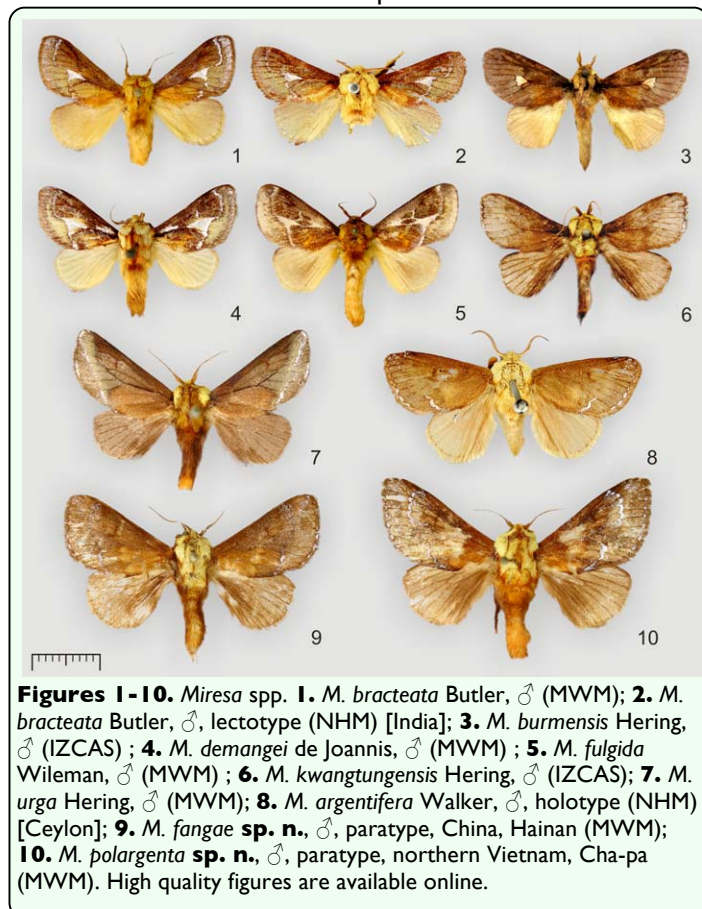 1
2
3
4
5
6
7
8
9
10
Figures 1-10. Miresa spp. 1. M. bracteata Butler, ♂ (MWM); 2. M.
bracteata Butler, ♂, lectotype (NHM) [India]; 3. M. burmensis Hering,
♂ (IZCAS) ; 4. M. demangei de Joannis, ♂ (MWM) ; 5. M. fulgida
Wileman, ♂ (MWM) ; 6. M. kwangtungensis Hering, ♂ (IZCAS); 7. M.
urga Hering, ♂ (MWM); 8. M. argentifera Walker, ♂, holotype (NHM)
[Ceylon]; 9. M. fangae sp. n., ♂, paratype, China, Hainan (MWM);
10. M. polargenta sp. n., ♂, paratype, northern Vietnam, Cha-pa
(MWM). High quality figures are available online.